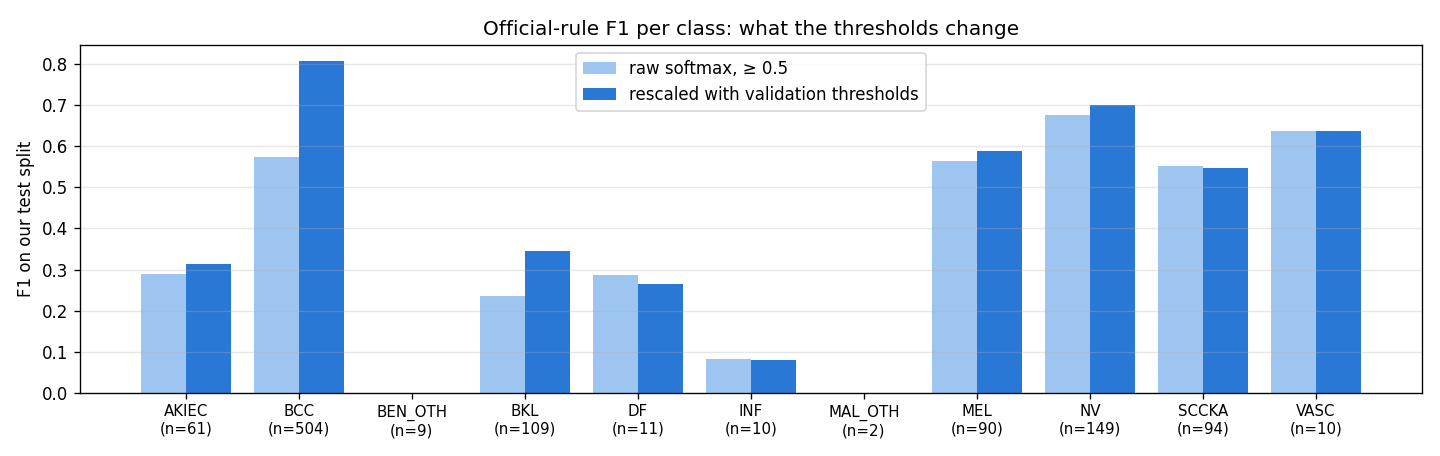 Official-rule F1 per class: what the thresholds change
raw softmax, ≥ 0.5
rescaled with validation thresholds
F1 on our test split
0.8
0.7
0.6
0.5
0.4
0.3
0.2
0.1
0.0
AKIEC BCC BEN_OTH BKL DF INF MAL_OTH MEL NV SCCKA VASC
(n=61) (n=504) (n=9) (n=109) (n=11) (n=10) (n=2) (n=90) (n=149) (n=94) (n=10)